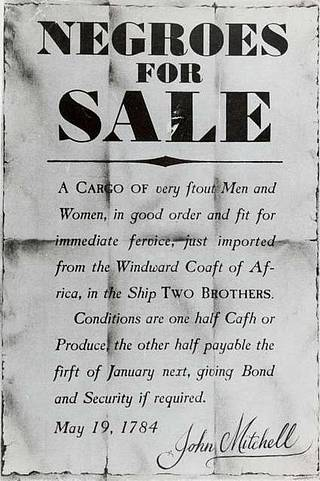 NEGROES
FOR
SALE
A CARGO OF very ftout Men and
Women, in good order and fit for
immediate fervice, just imported
from the Windward Coaft of Af-
rica, in the Ship TWO BROTHERS.
Conditions are one half Cafh or
Produce, the other half payable the
firft of January next, giving Bond
and Security if required.
May 19, 1784
John Mitchell